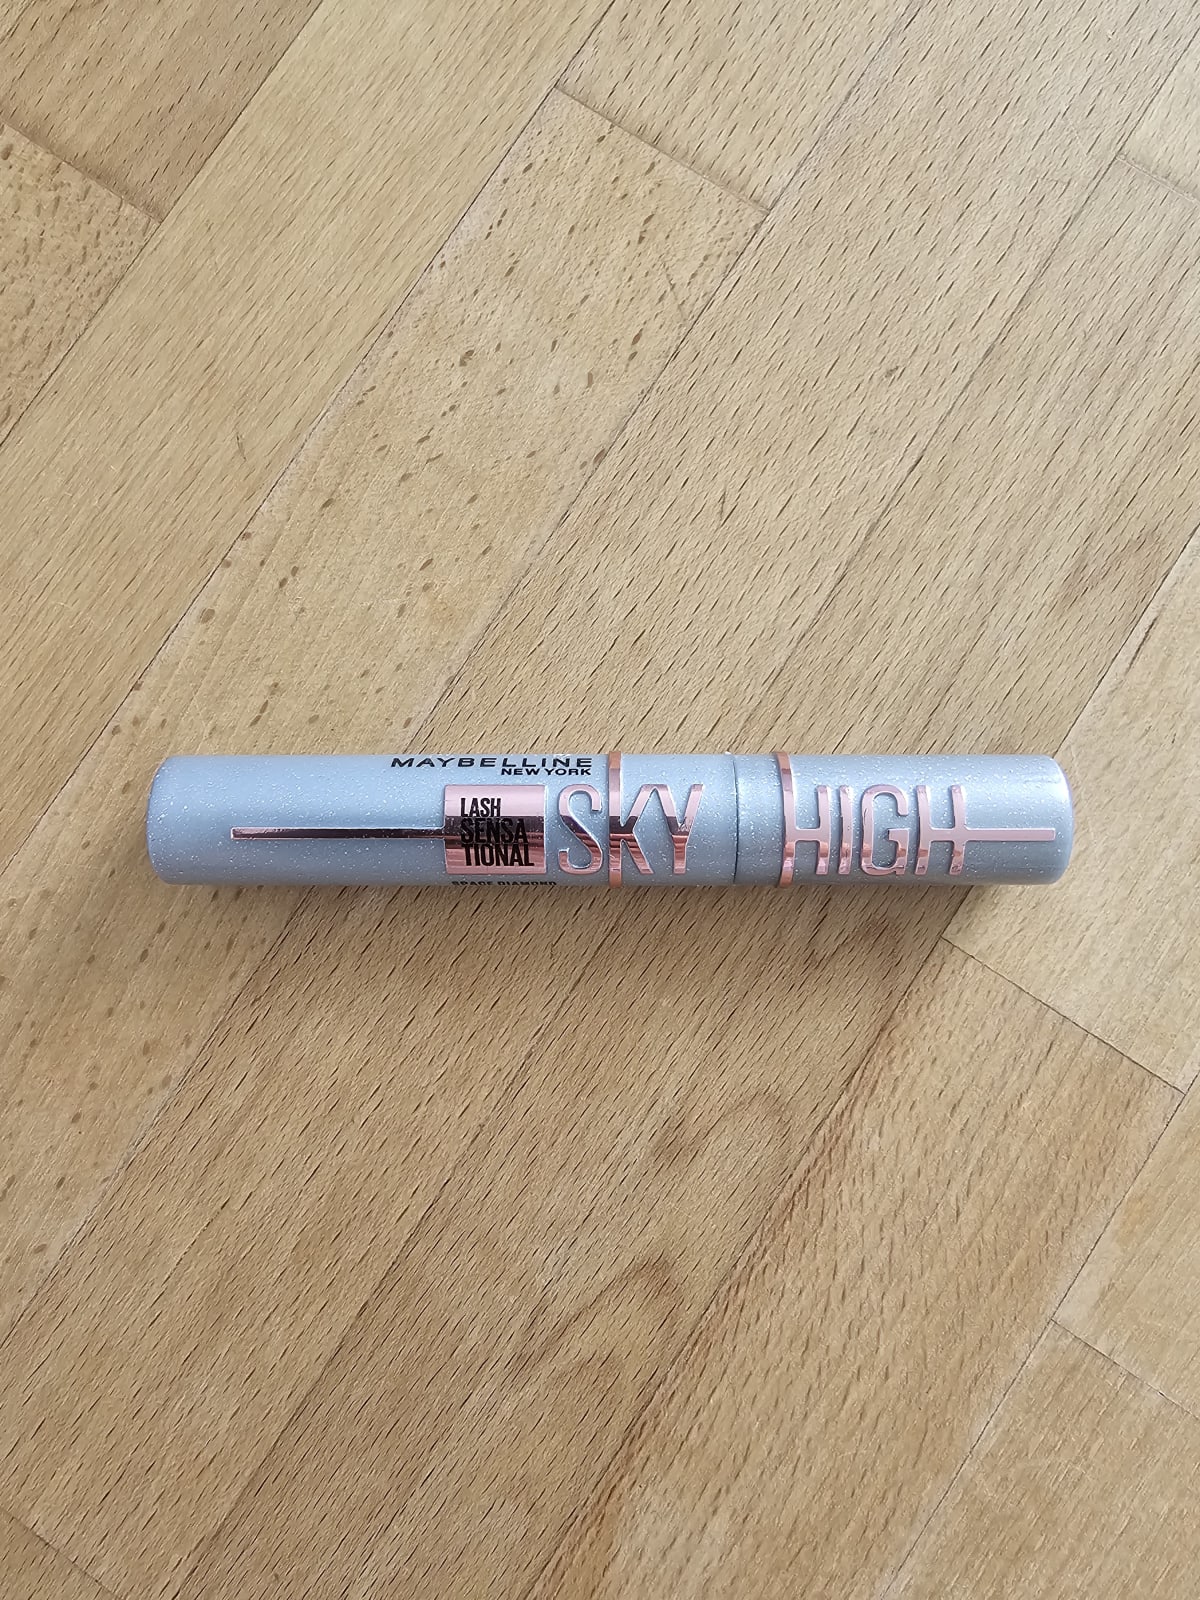 MAYBELLINE
NEW YORK
LASH
SENSA
TIONAL
SKY HIGH
SPACE DIAMOND